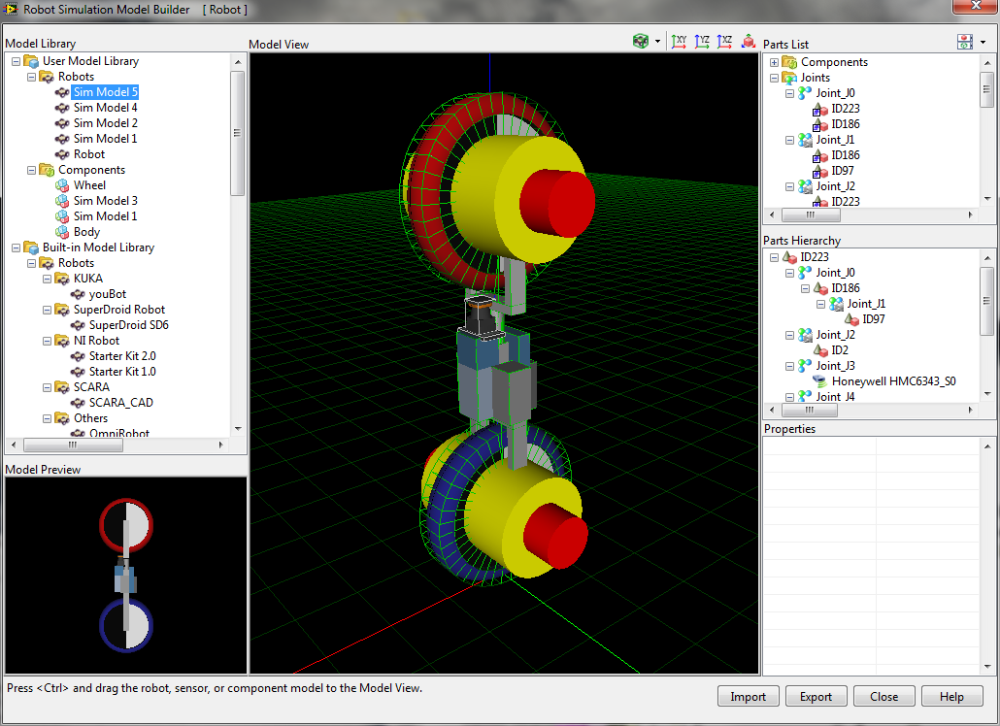 Robot Simulation Model Builder [ Robot ]
Model Library
User Model Library
Robots
Sim Model 5
Sim Model 4
Sim Model 2
Sim Model 1
Robot
Components
Wheel
Sim Model 3
Sim Model 1
Body
Built-in Model Library
Robots
KUKA
youBot
SuperDroid Robot
SuperDroid SD6
NI Robot
Starter Kit 2.0
Starter Kit 1.0
SCARA
SCARA_CAD
Others
OmniRobot
Model Preview
Model View
XY
YZ
XZ
Parts List
Components
Joints
Joint_J0
ID223
ID186
Joint_J1
ID186
ID97
Joint_J2
ID223
Parts Hierarchy
ID223
Joint_J0
ID186
Joint_J1
ID97
Joint_J2
ID2
Joint_J3
Honeywell HMC6343_S0
Joint_J4
Properties
Press <Ctrl> and drag the robot, sensor, or component model to the Model View.
Import
Export
Close
Help